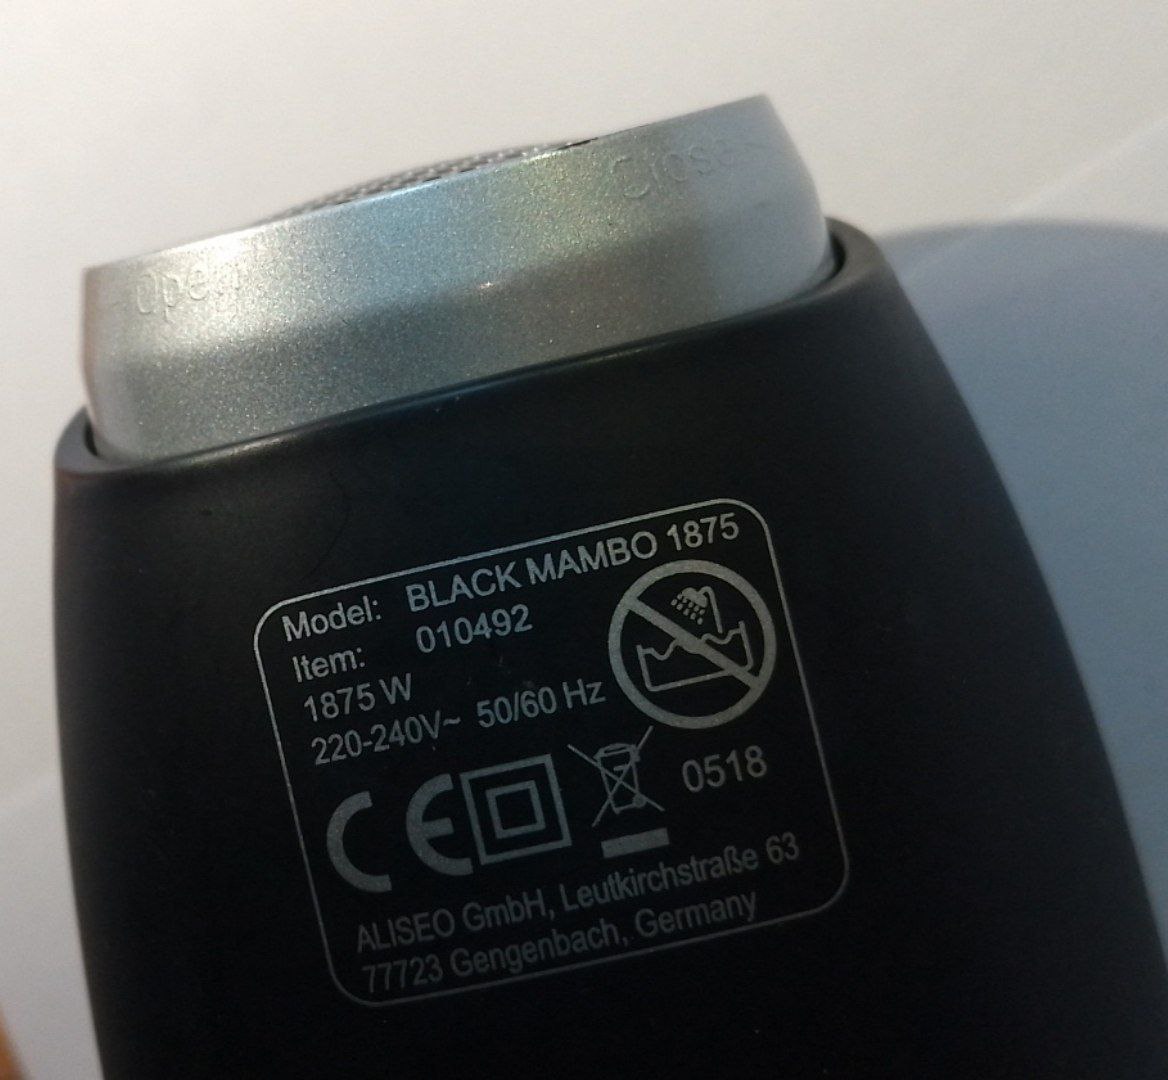 Open
Close
Model: BLACK MAMBO 1875
Item: 010492
1875 W
220-240V~ 50/60 Hz
CE 0518
ALISEO GmbH, Leutkirchstraße 63
77723 Gengenbach, Germany